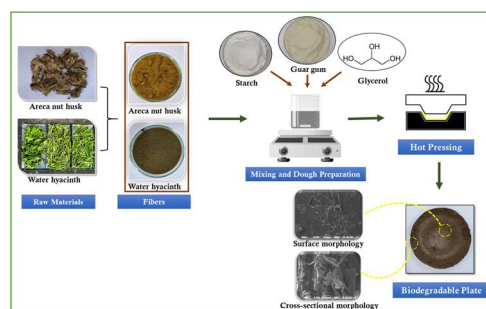 Areca nut husk
Water hyacinth
Raw Materials
Areca nut husk
Water hyacinth
Fibers
Starch
Guar gum
OH
HO
OH
Glycerol
Mixing and Dough Preparation
Hot Pressing
Surface morphology
Cross-sectional morphology
Biodegradable Plate